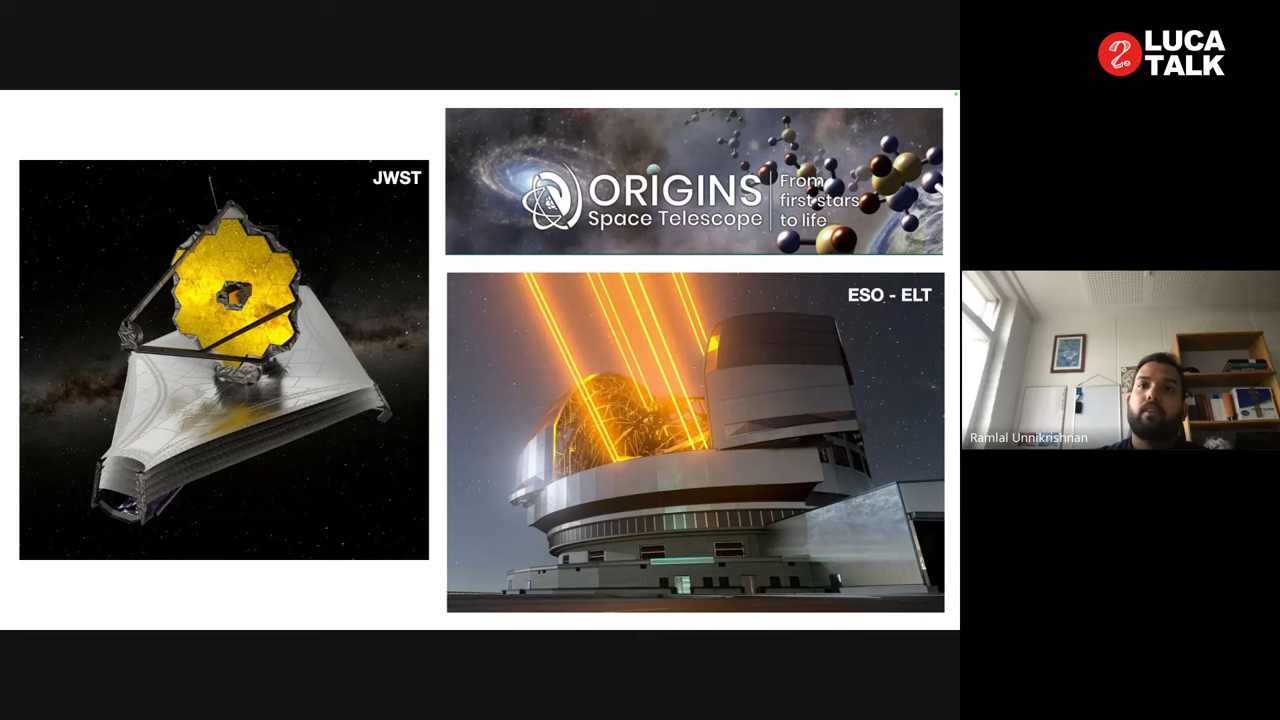 JWST
ORIGINS
Space Telescope
From
first stars
to life
ESO - ELT
LUCA
TALK
Ramlal Unnikrishnan